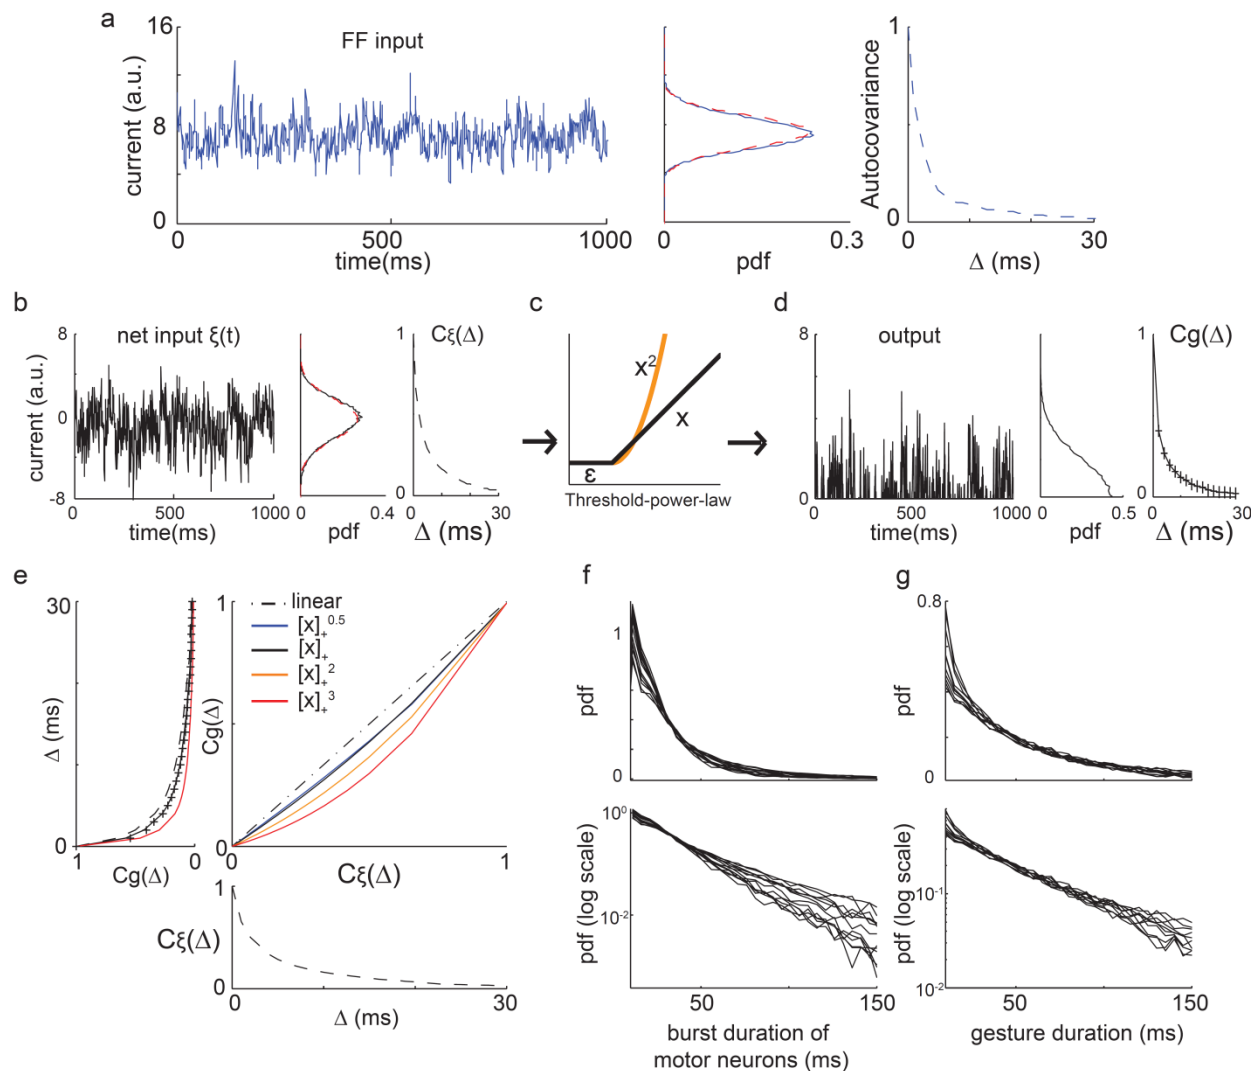 a
16
8
0
current (a.u.)
FF input
0
500
1000
time(ms)
0
0.3
pdf
1
0
Autocovariance
0
30
Δ (ms)
b
8
0
-8
current (a.u.)
net input ξ(t)
0
500
1000
time(ms)
0
0.4
pdf
Cξ(Δ)
1
0
0
30
Δ (ms)
c
x²
x
ε
Threshold-power-law
d
8
4
0
output
0
500
1000
time(ms)
0
0.5
pdf
Cg(Δ)
1
0
0
30
Δ (ms)
e
30
0
Δ (ms)
1
0
Cg(Δ)
1
0
Cg(Δ)
linear
[x]₊^0.5
[x]₊
[x]₊^2
[x]₊^3
0
1
Cξ(Δ)
1
0
Cξ(Δ)
0
30
Δ (ms)
f
1
0
pdf
10⁰
10⁻²
pdf (log scale)
50
150
burst duration of
motor neurons (ms)
g
0.8
0
pdf
10⁻¹
10⁻²
pdf (log scale)
50
150
gesture duration (ms)